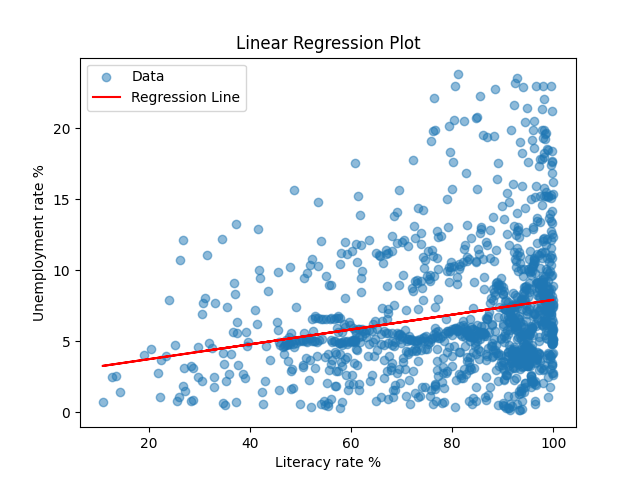 Linear Regression Plot
Data
Regression Line
Unemployment rate %
20
15
10
5
0
20
40
60
80
100
Literacy rate %